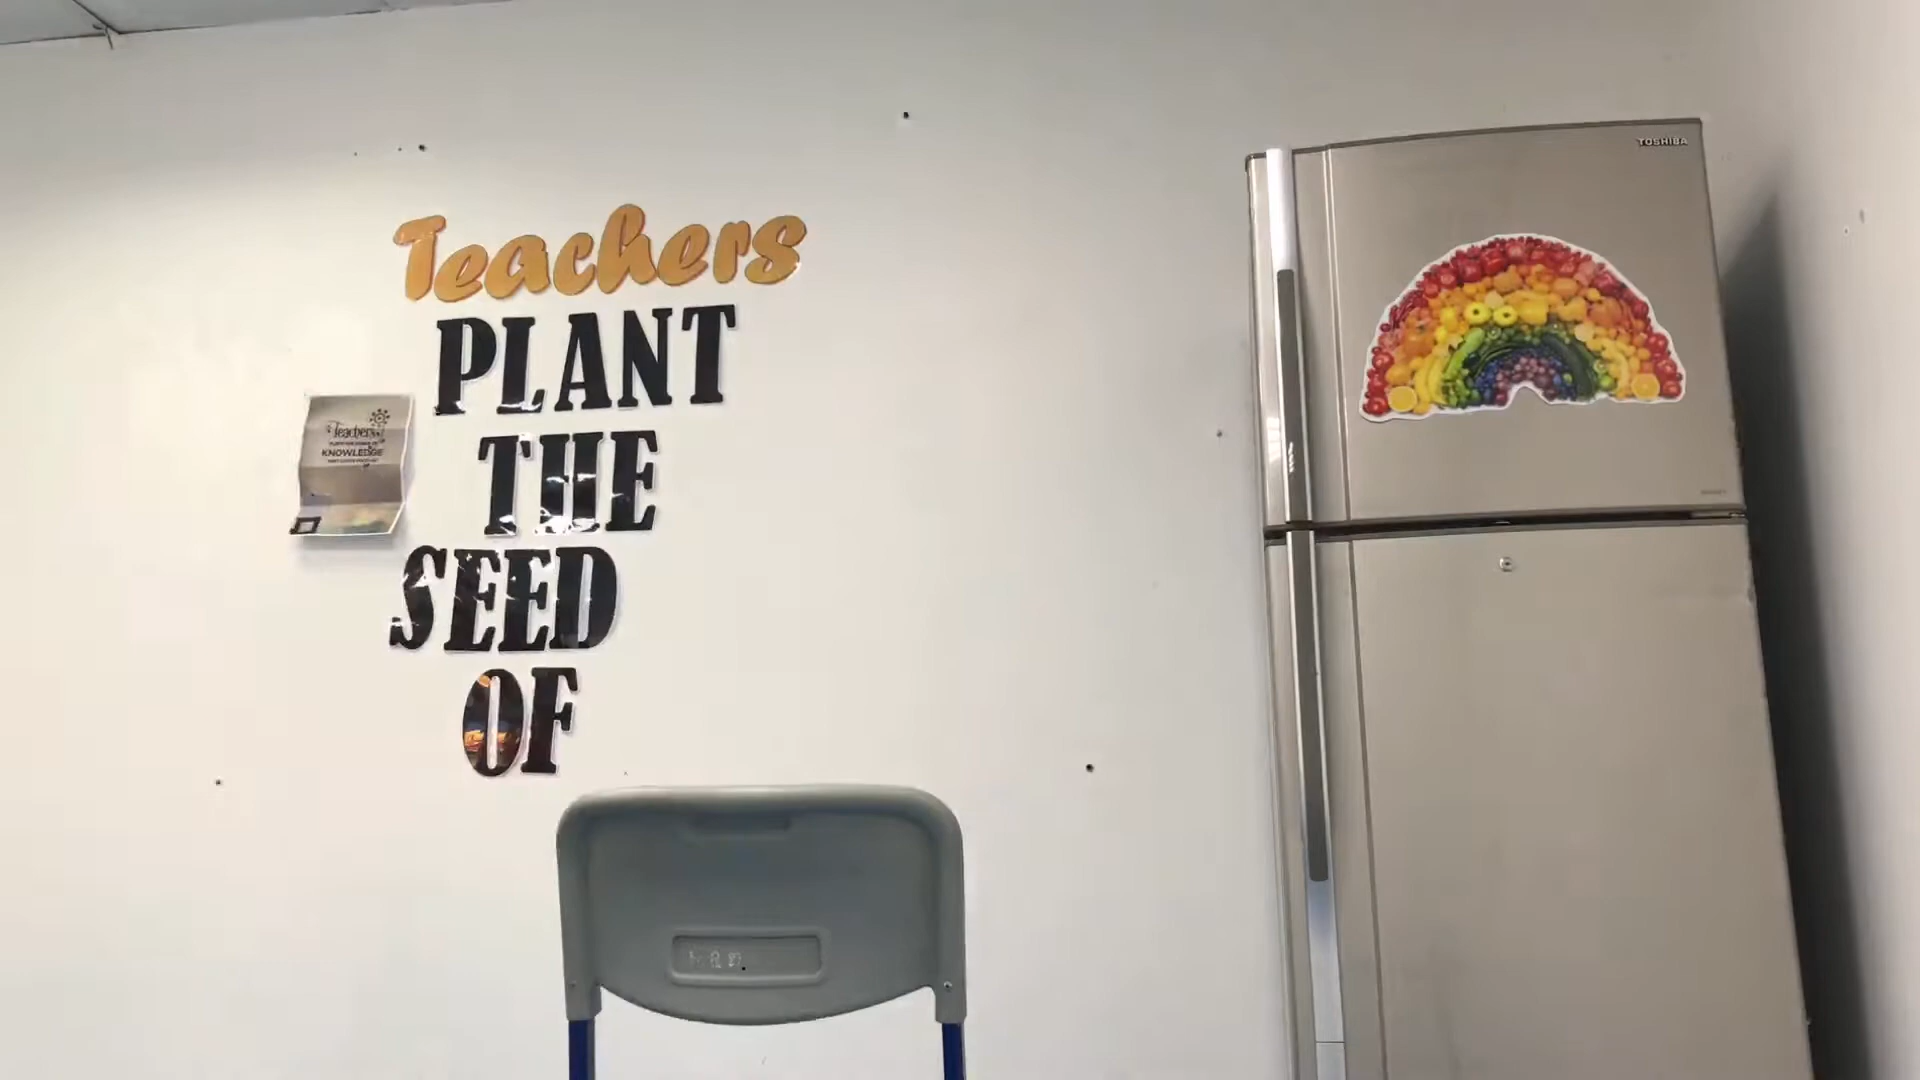 Teachers
PLANT
THE
SEED
OF
Teachers
KNOWLEDGE
TOSHIBA